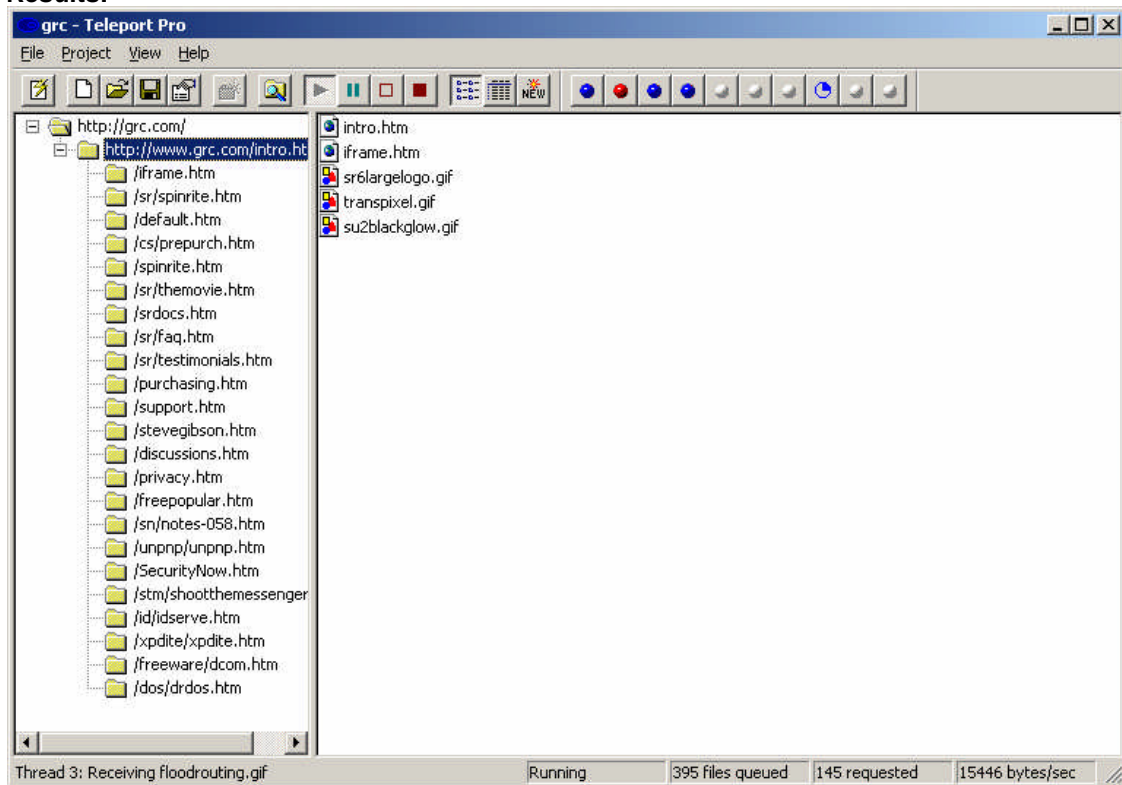 Results:
grc - Teleport Pro
File Project View Help
NEW
http://grc.com/
http://www.grc.com/intro.ht
/iframe.htm
/sr/spinrite.htm
/default.htm
/cs/prepurch.htm
/spinrite.htm
/sr/themovie.htm
/srdocs.htm
/sr/faq.htm
/sr/testimonials.htm
/purchasing.htm
/support.htm
/stevegibson.htm
/discussions.htm
/privacy.htm
/freepopular.htm
/sn/notes-058.htm
/unpnp/unpnp.htm
/SecurityNow.htm
/stm/shootthemessenger
/id/idserve.htm
/xpdite/xpdite.htm
/freeware/dcom.htm
/dos/drdos.htm
intro.htm
iframe.htm
sr6largelogo.gif
transpixel.gif
su2blackglow.gif
Thread 3: Receiving floodrouting.gif Running 395 files queued 145 requested 15446 bytes/sec